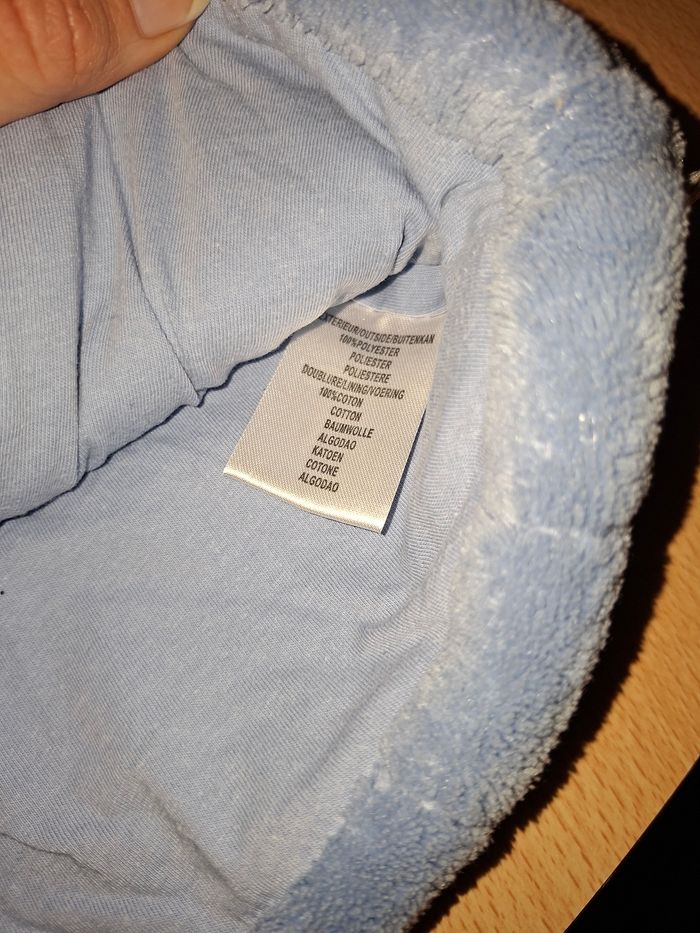 EXTERIEUR/OUTSIDE/BUITENKAN
100%POLYESTER
POLIESTER
POLIESTERE
DOUBLURE/LINING/VOERING
100%COTON
COTTON
BAUMWOLLE
ALGODAO
KATOEN
COTONE
ALGODAO